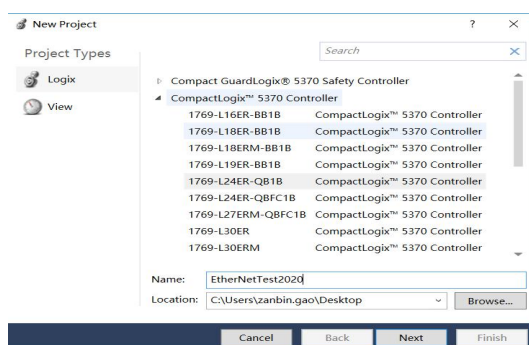 New Project
Project Types
Search
Logix
View
Compact GuardLogix® 5370 Safety Controller
CompactLogix™ 5370 Controller
1769-L16ER-BB1B CompactLogix™ 5370 Controller
1769-L18ER-BB1B CompactLogix™ 5370 Controller
1769-L18ERM-BB1B CompactLogix™ 5370 Controller
1769-L19ER-BB1B CompactLogix™ 5370 Controller
1769-L24ER-QB1B CompactLogix™ 5370 Controller
1769-L24ER-QBFC1B CompactLogix™ 5370 Controller
1769-L27ERM-QBFC1B CompactLogix™ 5370 Controller
1769-L30ER CompactLogix™ 5370 Controller
1769-L30ERM CompactLogix™ 5370 Controller
Name: EtherNetTest2020
Location: C:\Users\zanbin.gao\Desktop Browse...
Cancel Back Next Finish